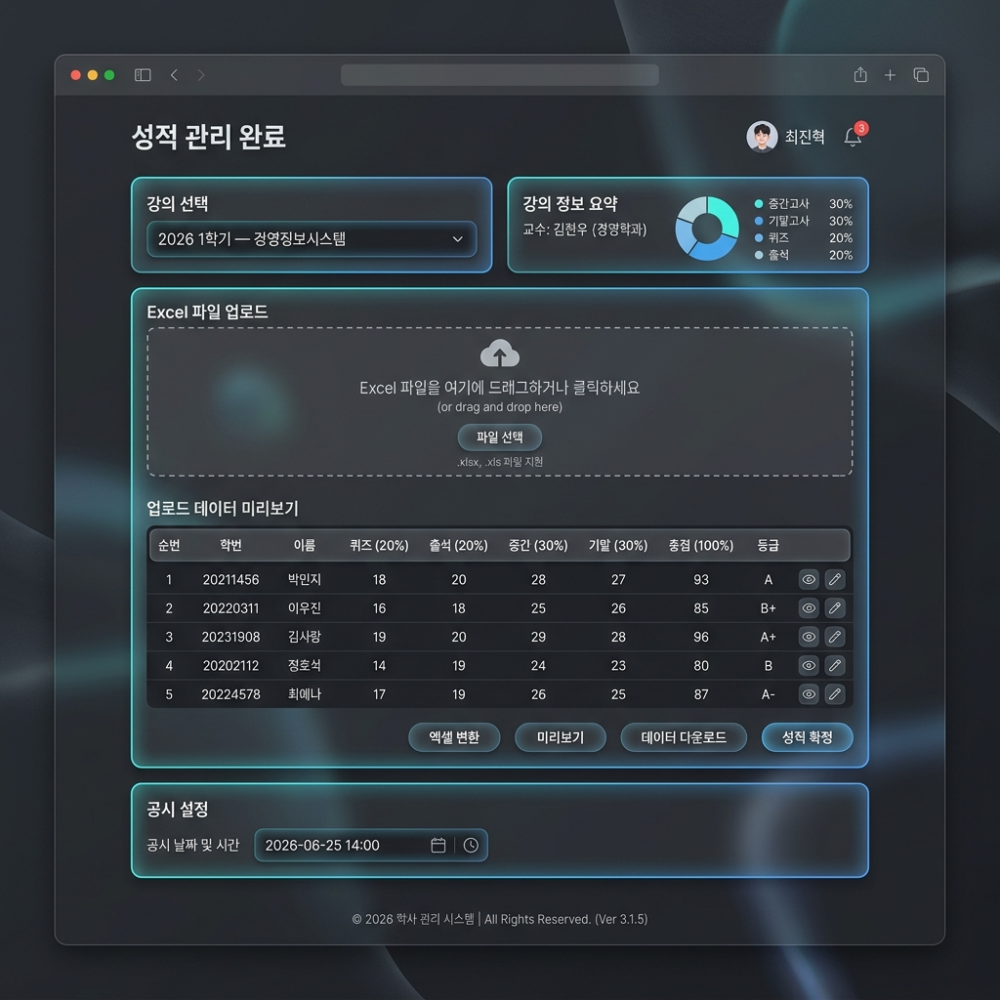 성적 관리 완료
최진혁
3
강의 선택
2026 1학기 — 경영정보시스템
강의 정보 요약
교수: 김현우 (경영학과)
중간고사 30%
기말고사 30%
퀴즈 20%
출석 20%
Excel 파일 업로드
Excel 파일을 여기에 드래그하거나 클릭하세요
(or drag and drop here)
파일 선택
.xlsx, .xls 파일 지원
업로드 데이터 미리보기
순번 학번 이름 퀴즈 (20%) 출석 (20%) 중간 (30%) 기말 (30%) 총점 (100%) 등급
1 20211456 박민지 18 20 28 27 93 A
2 20220311 이우진 16 18 25 26 85 B+
3 20231908 김사랑 19 20 29 28 96 A+
4 20202112 정호석 14 19 24 23 80 B
5 20224578 최예나 17 19 26 25 87 A-
엑셀 변환 미리보기 데이터 다운로드 성적 확정
공시 설정
공시 날짜 및 시간 2026-06-25 14:00
© 2026 학사 관리 시스템 | All Rights Reserved. (Ver 3.1.5)